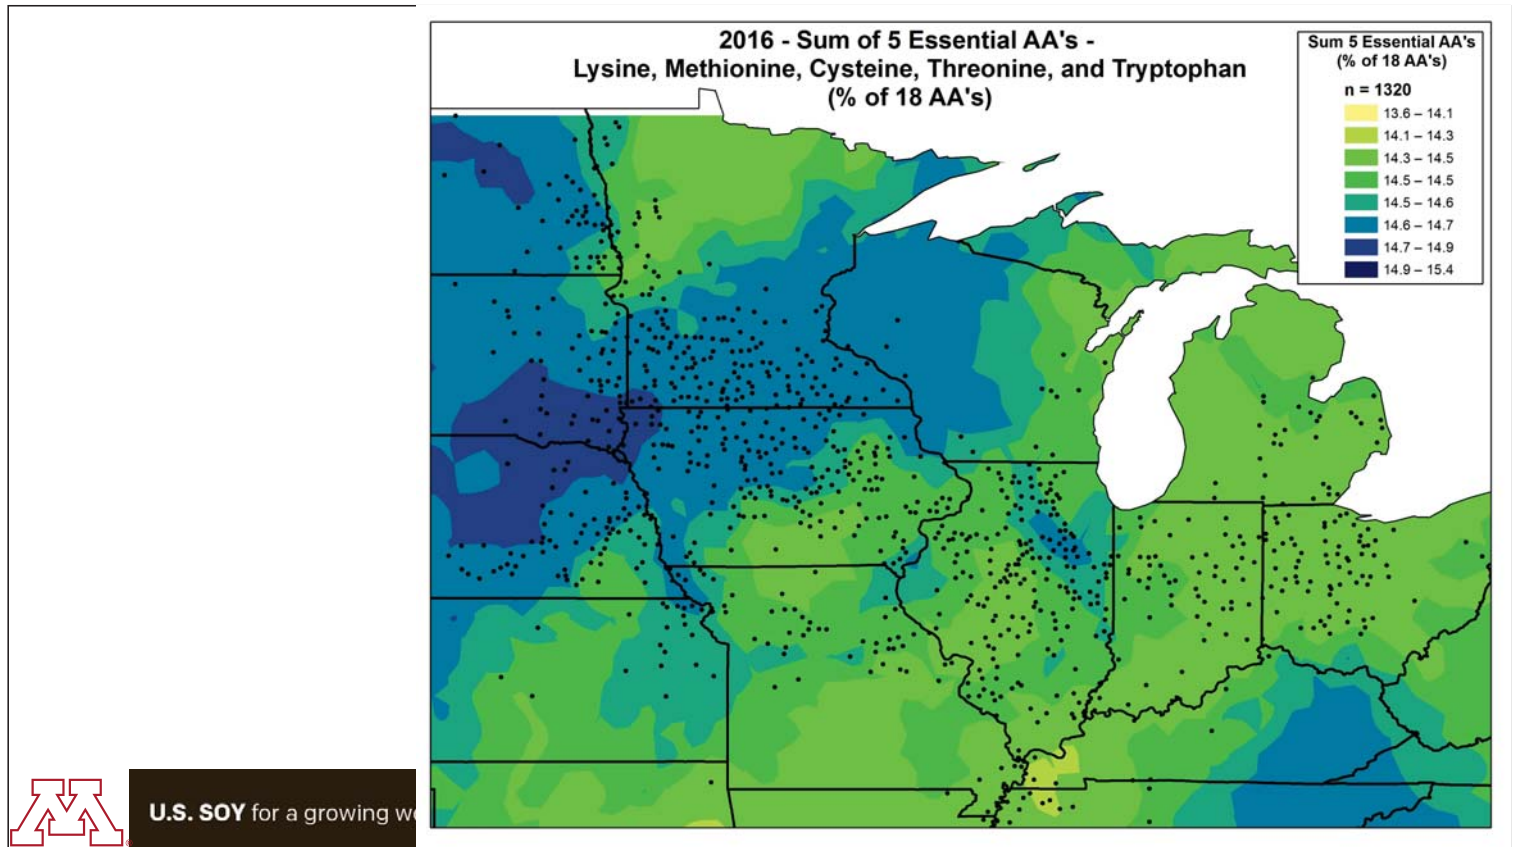 2016 - Sum of 5 Essential AA's -
Lysine, Methionine, Cysteine, Threonine, and Tryptophan
(% of 18 AA's)
Sum 5 Essential AA's
(% of 18 AA's)
n = 1320
13.6 – 14.1
14.1 – 14.3
14.3 – 14.5
14.5 – 14.5
14.5 – 14.6
14.6 – 14.7
14.7 – 14.9
14.9 – 15.4
M
U.S. SOY for a growing